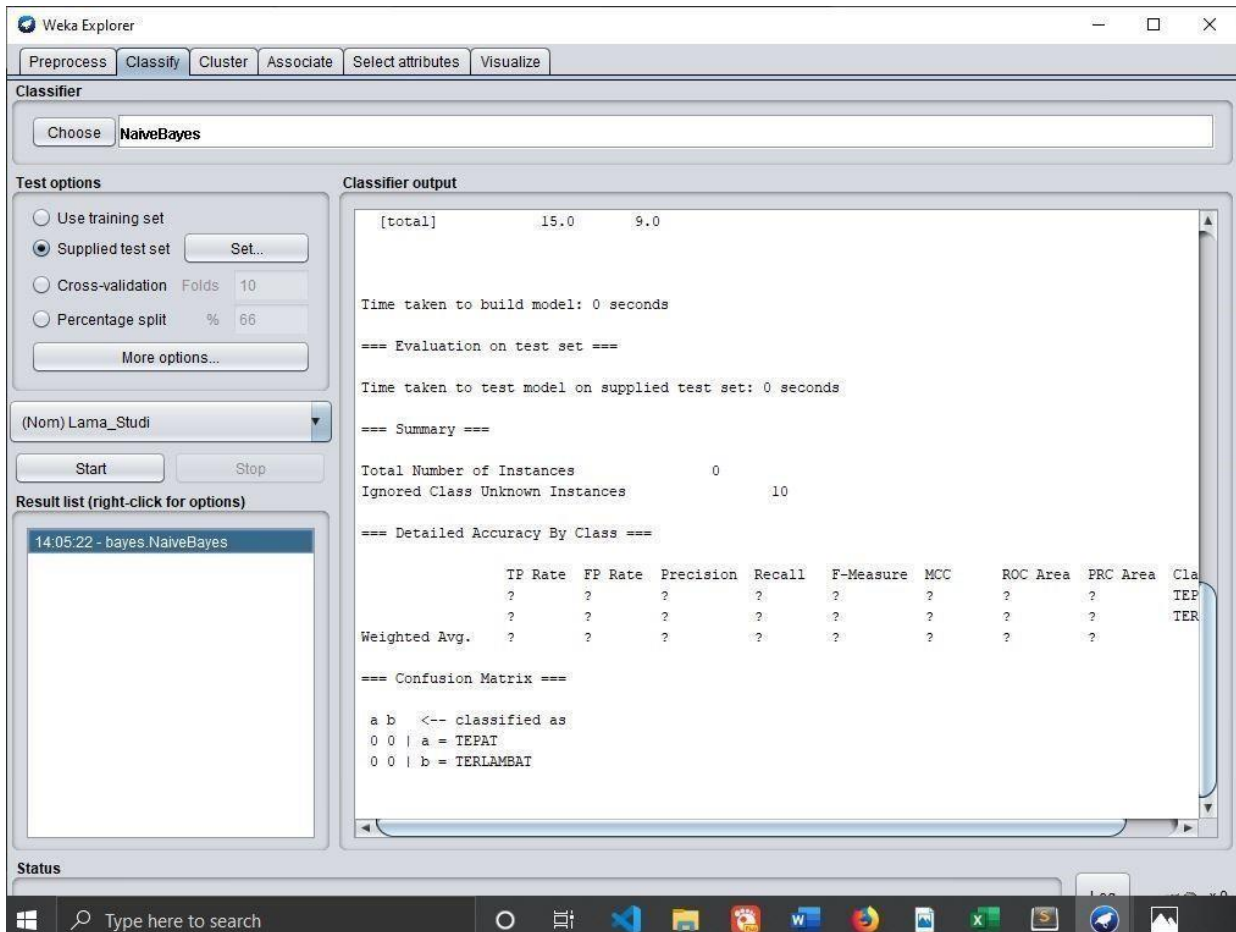 Weka Explorer
Preprocess Classify Cluster Associate Select attributes Visualize
Classifier
Choose NaiveBayes
Test options
Use training set
Supplied test set Set...
Cross-validation Folds 10
Percentage split % 66
More options...
(Nom) Lama_Studi
Start Stop
Result list (right-click for options)
14:05:22 - bayes.NaiveBayes
Classifier output
[total] 15.0 9.0
Time taken to build model: 0 seconds
=== Evaluation on test set ===
Time taken to test model on supplied test set: 0 seconds
=== Summary ===
Total Number of Instances 0
Ignored Class Unknown Instances 10
=== Detailed Accuracy By Class ===
TP Rate FP Rate Precision Recall F-Measure MCC ROC Area PRC Area Cla
? ? ? ? ? ? ? ? TEP
? ? ? ? ? ? ? ? TER
Weighted Avg. ? ? ? ? ? ? ? ?
=== Confusion Matrix ===
a b <-- classified as
0 0 | a = TEPAT
0 0 | b = TERLAMBAT
Status
Type here to search